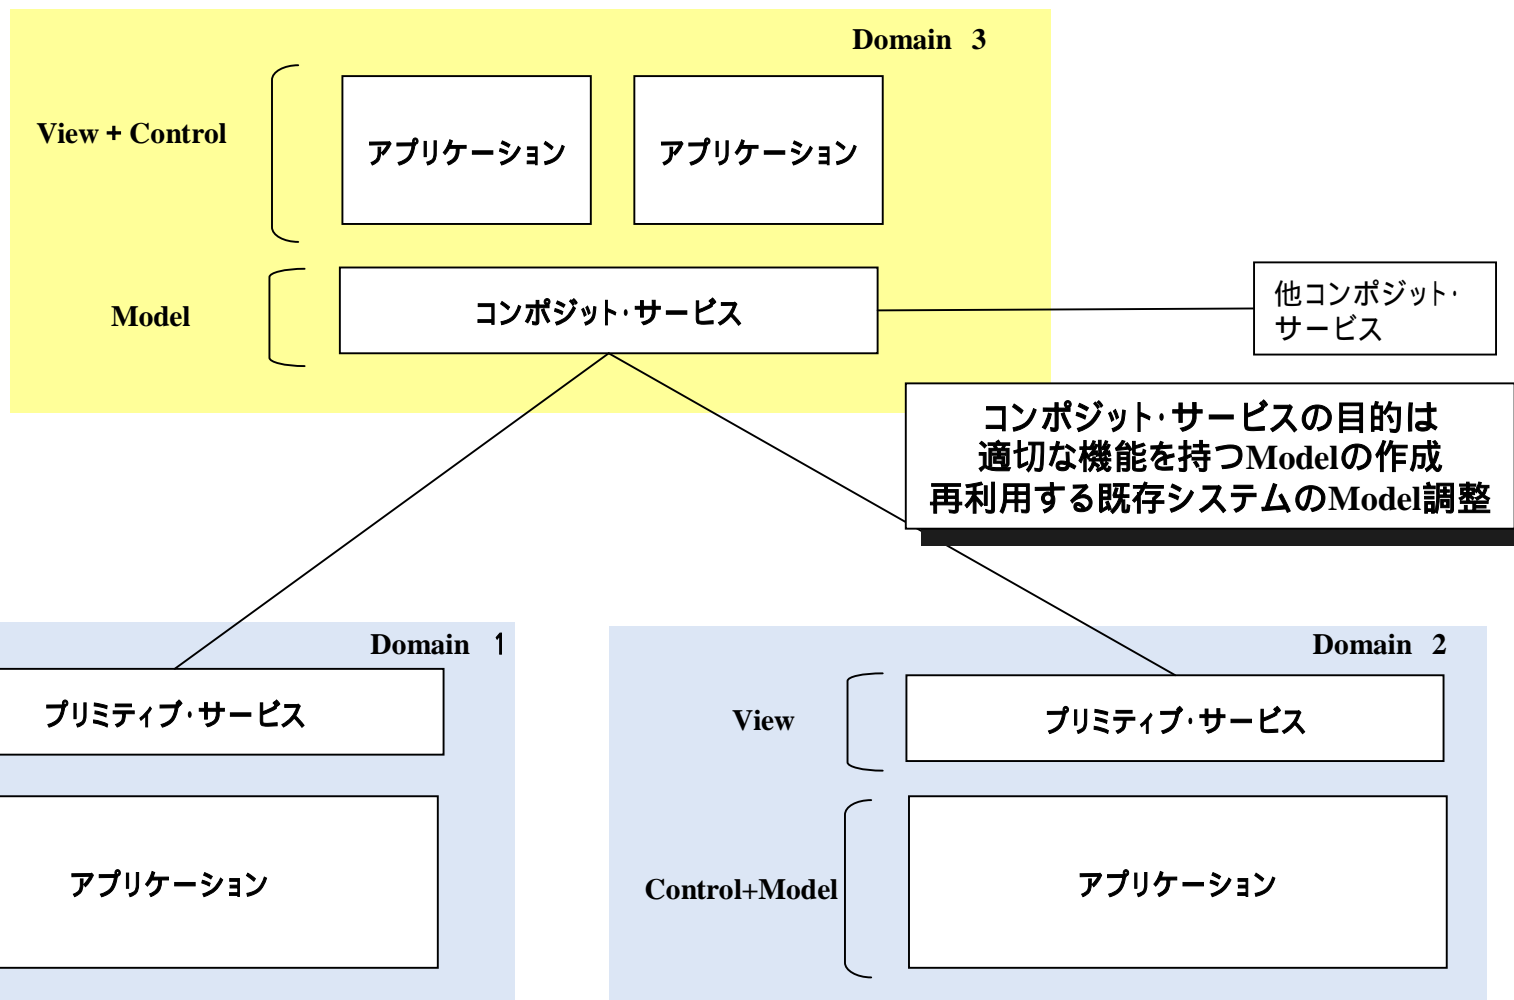 Domain 3
View + Control
アプリケーション
アプリケーション
Model
コンポジット・サービス
他コンポジット・
サービス
コンポジット・サービスの目的は
適切な機能を持つModelの作成
再利用する既存システムのModel調整
Domain 1
プリミティブ・サービス
アプリケーション
Domain 2
View
プリミティブ・サービス
Control+Model
アプリケーション